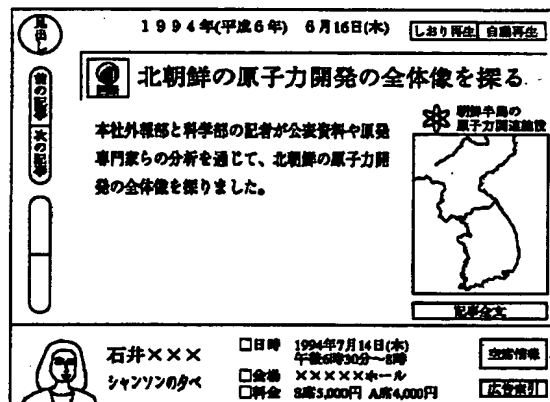 見出し
1994年(平成6年) 6月16日(木)
しおり再生 自動再生
前の記事 次の記事
北朝鮮の原子力開発の全体像を探る
本社外報部と科学部の記者が公表資料や原発
専門家らの分析を通じて、北朝鮮の原子力開
発の全体像を探りました。
朝鮮半島の
原子力関連施設
記事全文
石井×××
シャンソンの夕べ
□日時 1994年7月14日(木)
午後6時30分〜8時
□会場 ×××××ホール
□料金 S席5,000円 A席4,000円
空席情報
広告索引